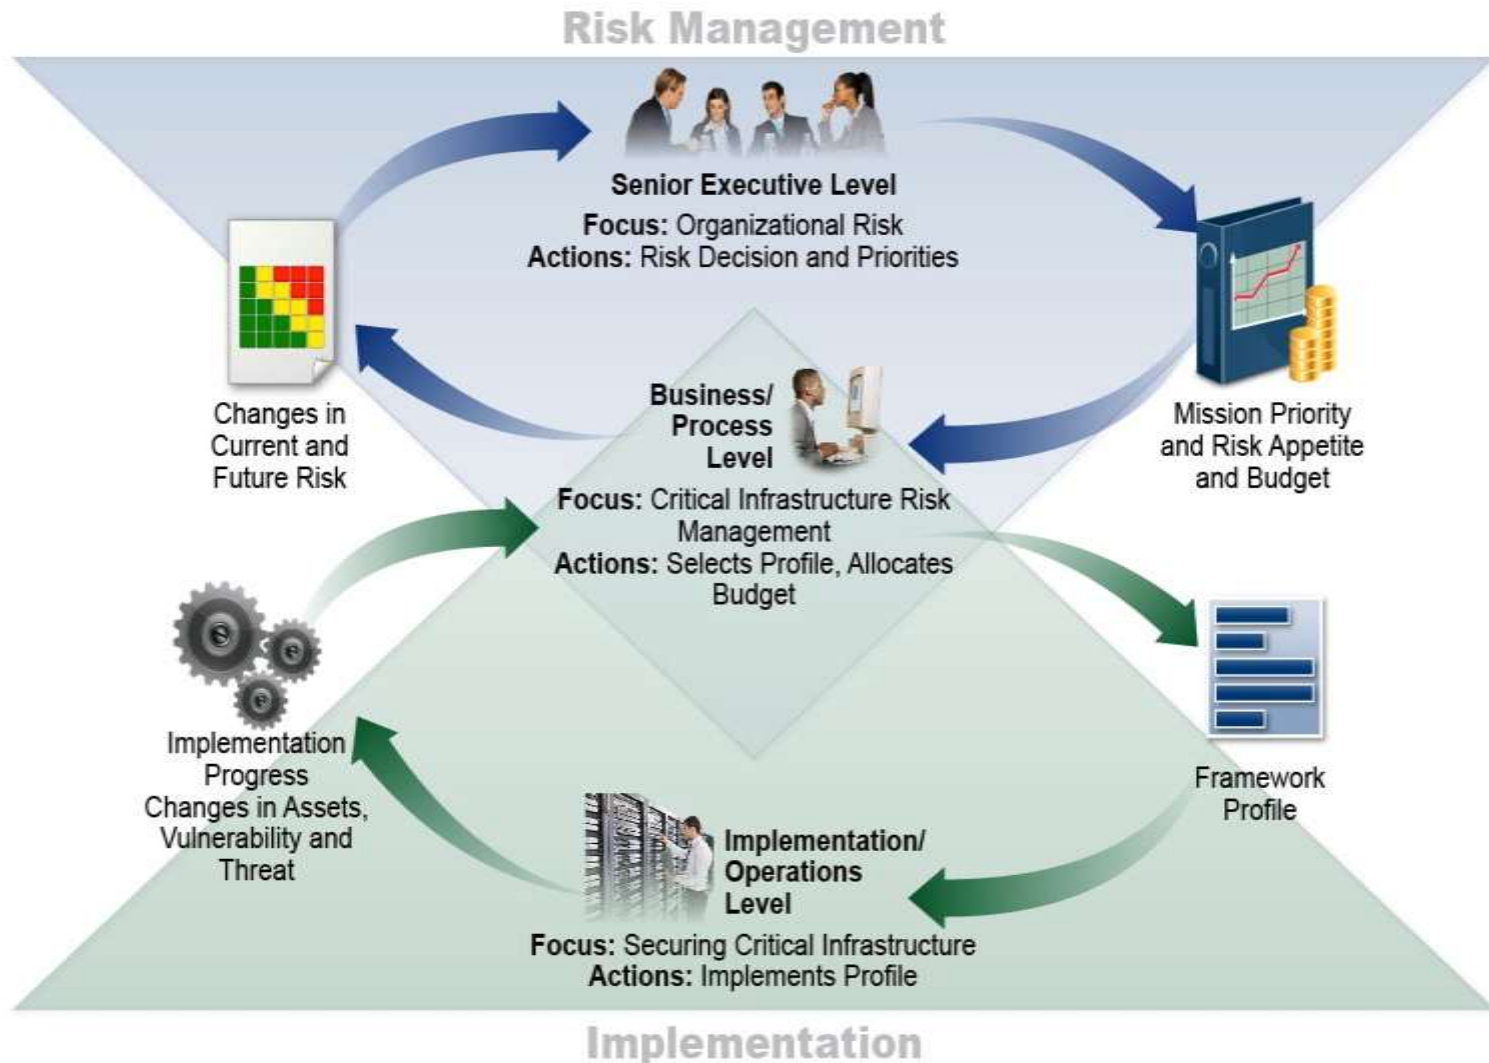 Risk Management
Senior Executive Level
Focus: Organizational Risk
Actions: Risk Decision and Priorities
Changes in
Current and
Future Risk
Mission Priority
and Risk Appetite
and Budget
Business/
Process
Level
Focus: Critical Infrastructure Risk
Management
Actions: Selects Profile, Allocates
Budget
Implementation
Progress
Changes in Assets,
Vulnerability and
Threat
Framework
Profile
Implementation/
Operations
Level
Focus: Securing Critical Infrastructure
Actions: Implements Profile
Implementation